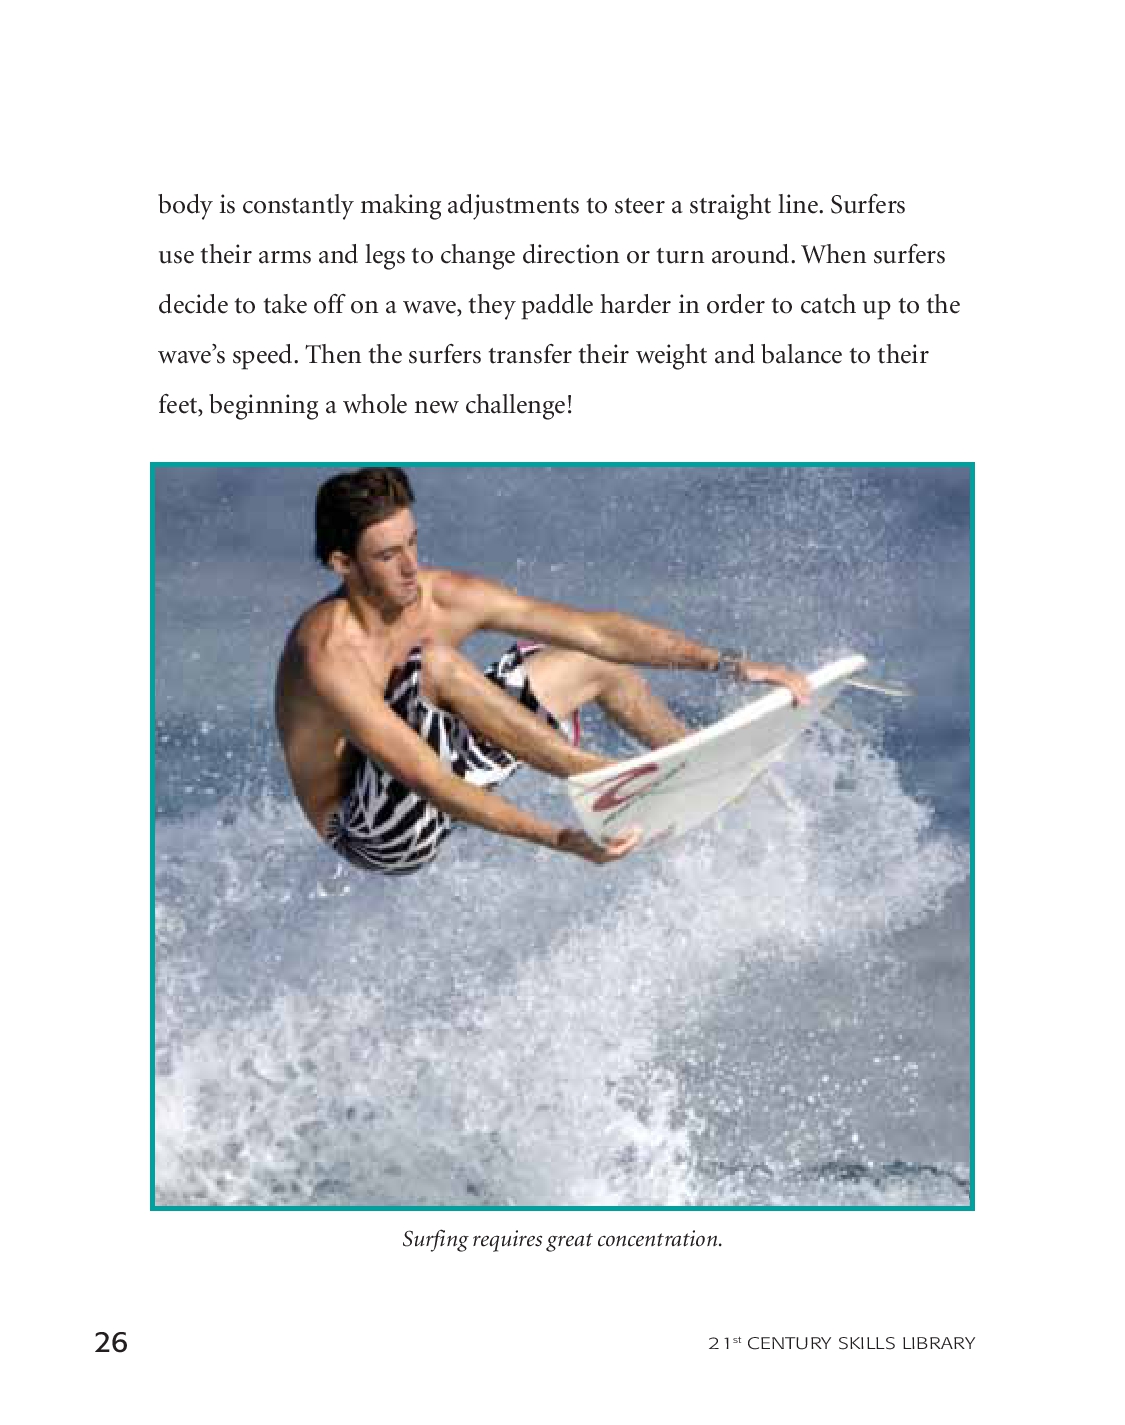 body is constantly making adjustments to steer a straight line. Surfers
use their arms and legs to change direction or turn around. When surfers
decide to take off on a wave, they paddle harder in order to catch up to the
wave’s speed. Then the surfers transfer their weight and balance to their
feet, beginning a whole new challenge!
Surfing requires great concentration.
26
21st CENTURY SKILLS LIBRARY